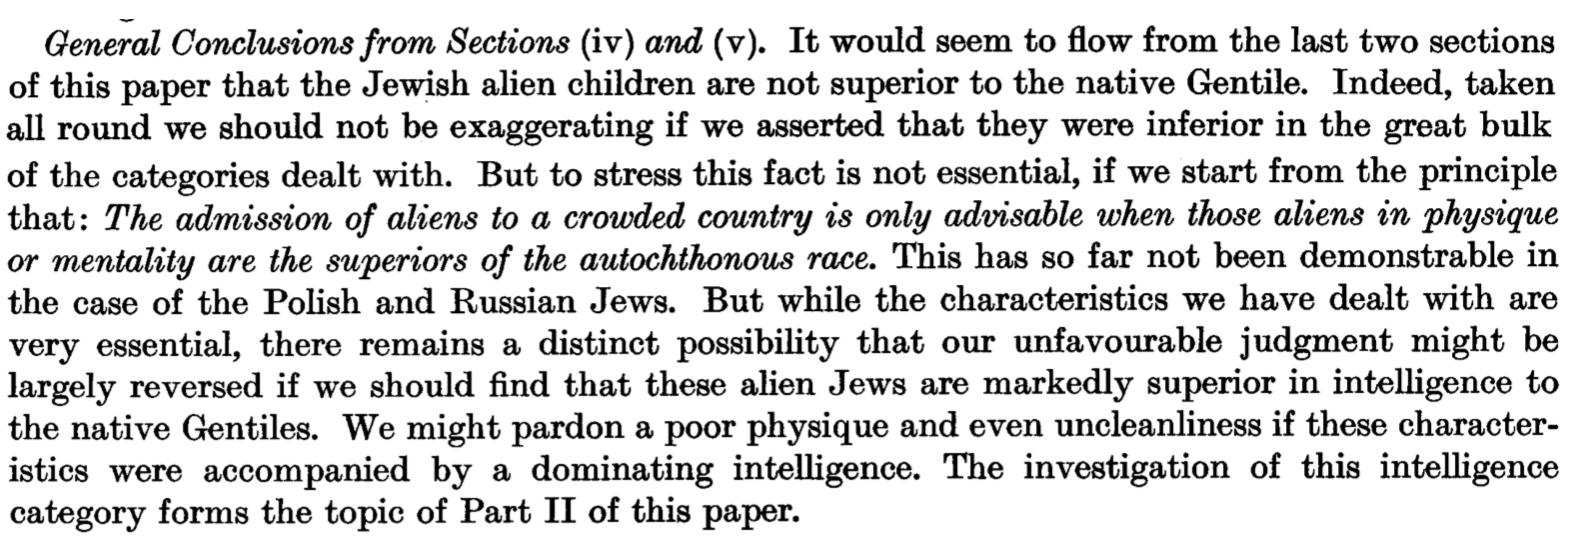 General Conclusions from Sections (iv) and (v). It would seem to flow from the last two sections
of this paper that the Jewish alien children are not superior to the native Gentile. Indeed, taken
all round we should not be exaggerating if we asserted that they were inferior in the great bulk
of the categories dealt with. But to stress this fact is not essential, if we start from the principle
that: The admission of aliens to a crowded country is only advisable when those aliens in physique
or mentality are the superiors of the autochthonous race. This has so far not been demonstrable in
the case of the Polish and Russian Jews. But while the characteristics we have dealt with are
very essential, there remains a distinct possibility that our unfavourable judgment might be
largely reversed if we should find that these alien Jews are markedly superior in intelligence to
the native Gentiles. We might pardon a poor physique and even uncleanliness if these character-
istics were accompanied by a dominating intelligence. The investigation of this intelligence
category forms the topic of Part II of this paper.